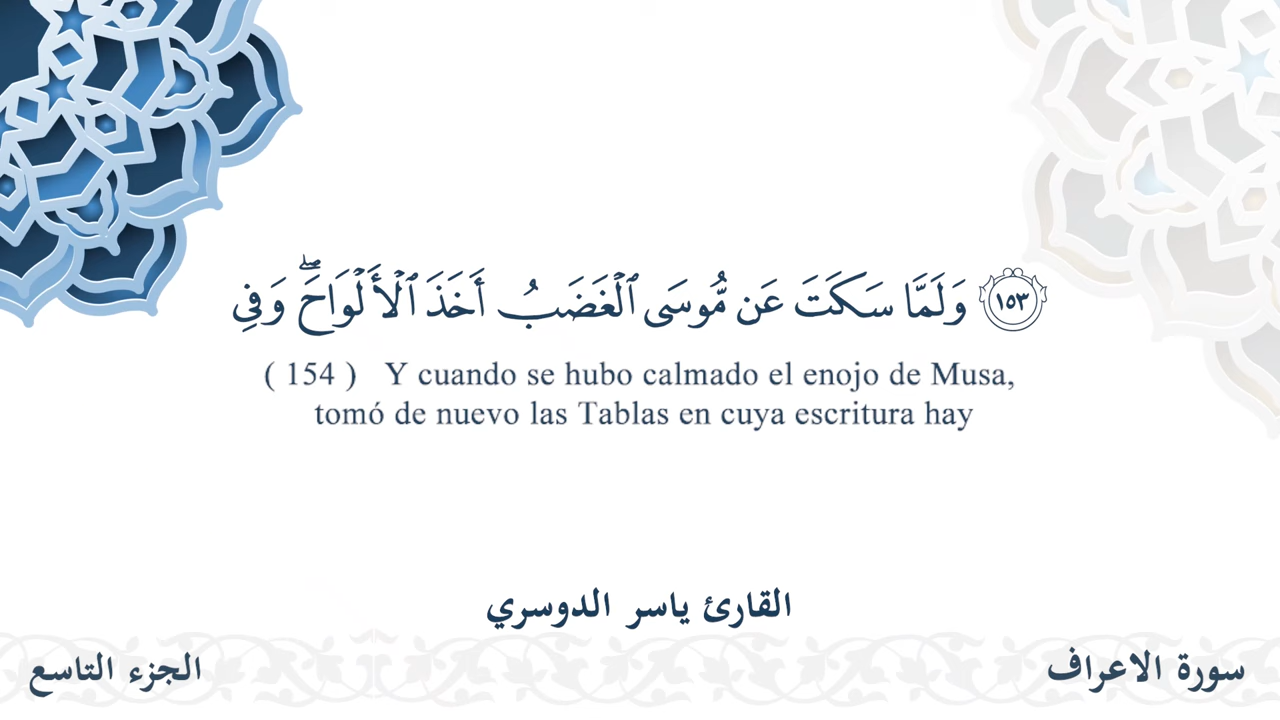 ١٥٣ وَلَمَّا سَكَتَ عَن مُّوسَى ٱلْغَضَبُ أَخَذَ ٱلْأَلْوَاحَ ۖ وَفِى
( 154 ) Y cuando se hubo calmado el enojo de Musa,
tomó de nuevo las Tablas en cuya escritura hay
القارئ ياسر الدوسري
سورة الاعراف
الجزء التاسع